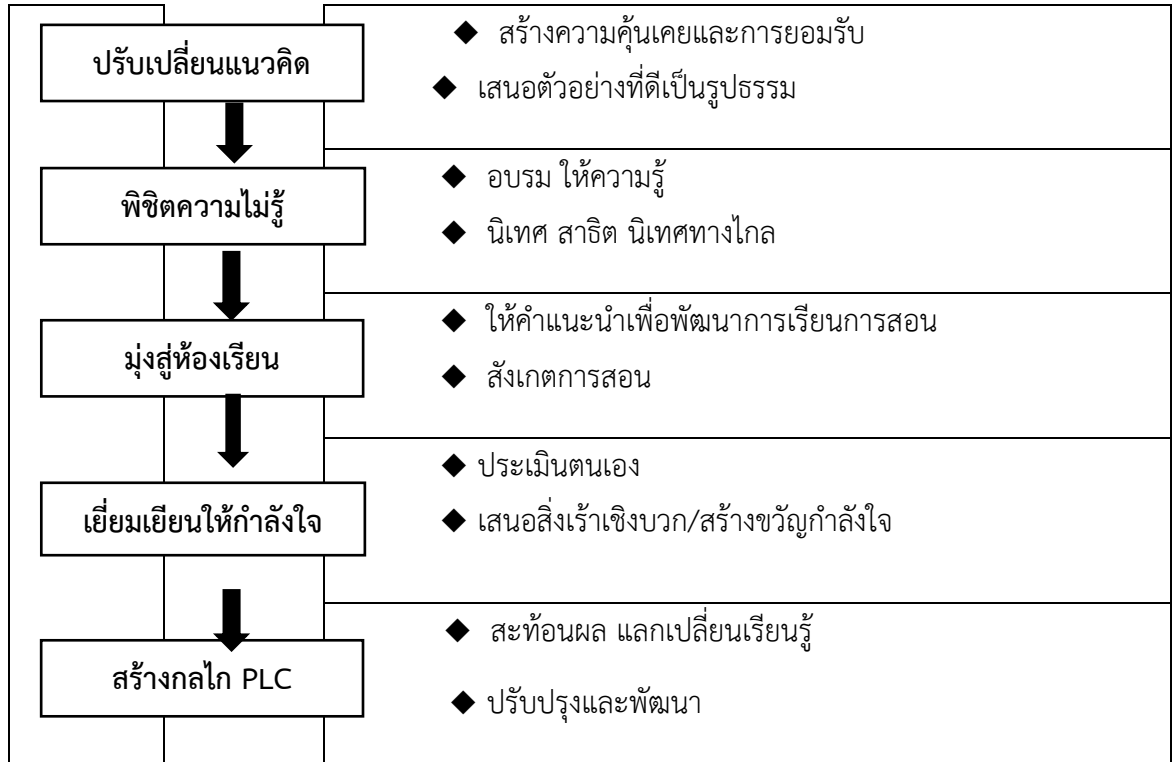 ปรับเปลี่ยนแนวคิด
◆ สร้างความคุ้นเคยและการยอมรับ
◆ เสนอตัวอย่างที่ดีเป็นรูปธรรม
พิชิตความไม่รู้
◆ อบรม ให้ความรู้
◆ นิเทศ สาธิต นิเทศทางไกล
มุ่งสู่ห้องเรียน
◆ ให้คำแนะนำเพื่อพัฒนาการเรียนการสอน
◆ สังเกตการสอน
เยี่ยมเยียนให้กำลังใจ
◆ ประเมินตนเอง
◆ เสนอสิ่งเร้าเชิงบวก/สร้างขวัญกำลังใจ
สร้างกลไก PLC
◆ สะท้อนผล แลกเปลี่ยนเรียนรู้
◆ ปรับปรุงและพัฒนา